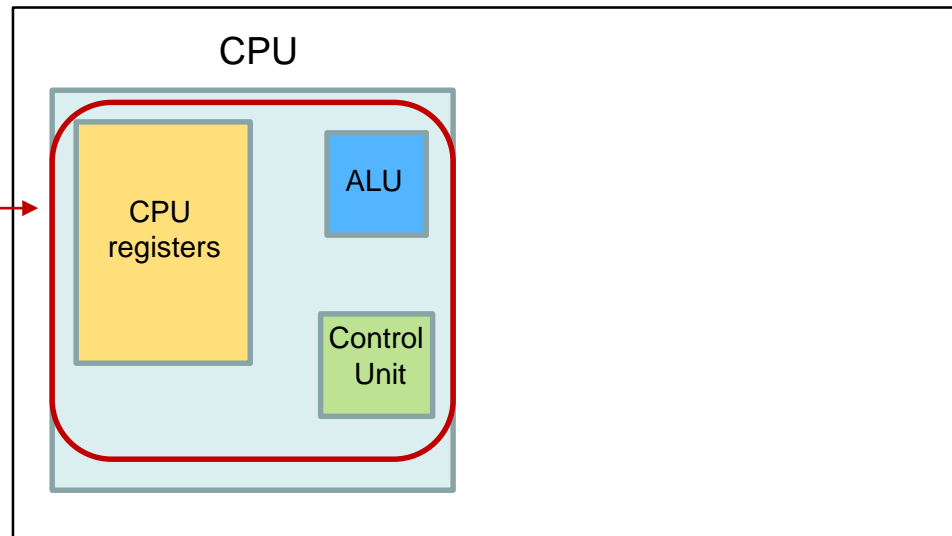 CPU
CPU
registers
ALU
Control
Unit